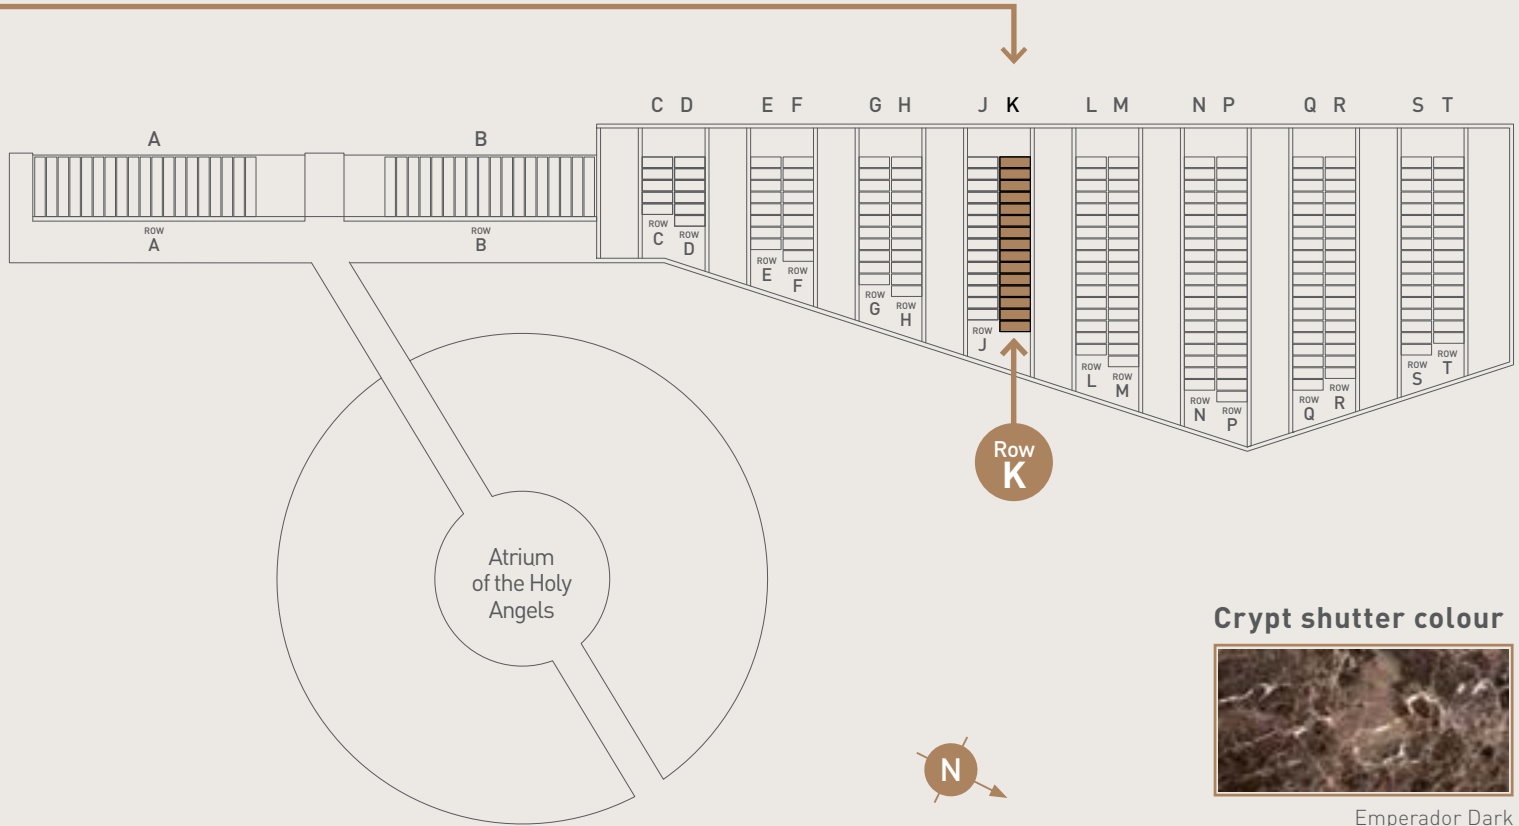 C D E F G H J K L M N P Q R S T
A B
ROW
A
ROW
B
ROW
C
ROW
D
ROW
E
ROW
F
ROW
G
ROW
H
ROW
J
ROW
L
ROW
M
ROW
N
ROW
P
ROW
Q
ROW
R
ROW
S
ROW
T
Row
K
Atrium
of the Holy
Angels
N
Crypt shutter colour
Emperador Dark